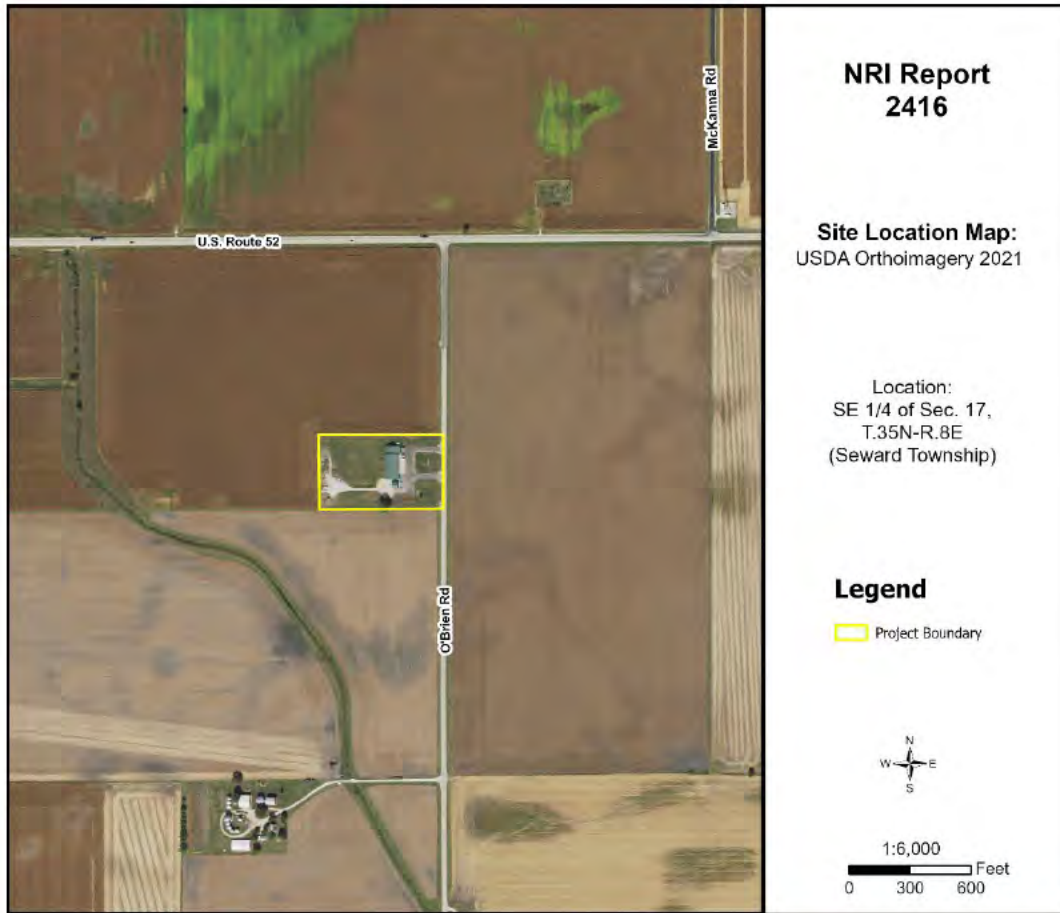 McKanna Rd
U.S. Route 52
O'Brien Rd
NRI Report
2416
Site Location Map:
USDA Orthoimagery 2021
Location:
SE 1/4 of Sec. 17,
T.35N-R.8E
(Seward Township)
Legend
Project Boundary
N
W E
S
1:6,000
Feet
0 300 600